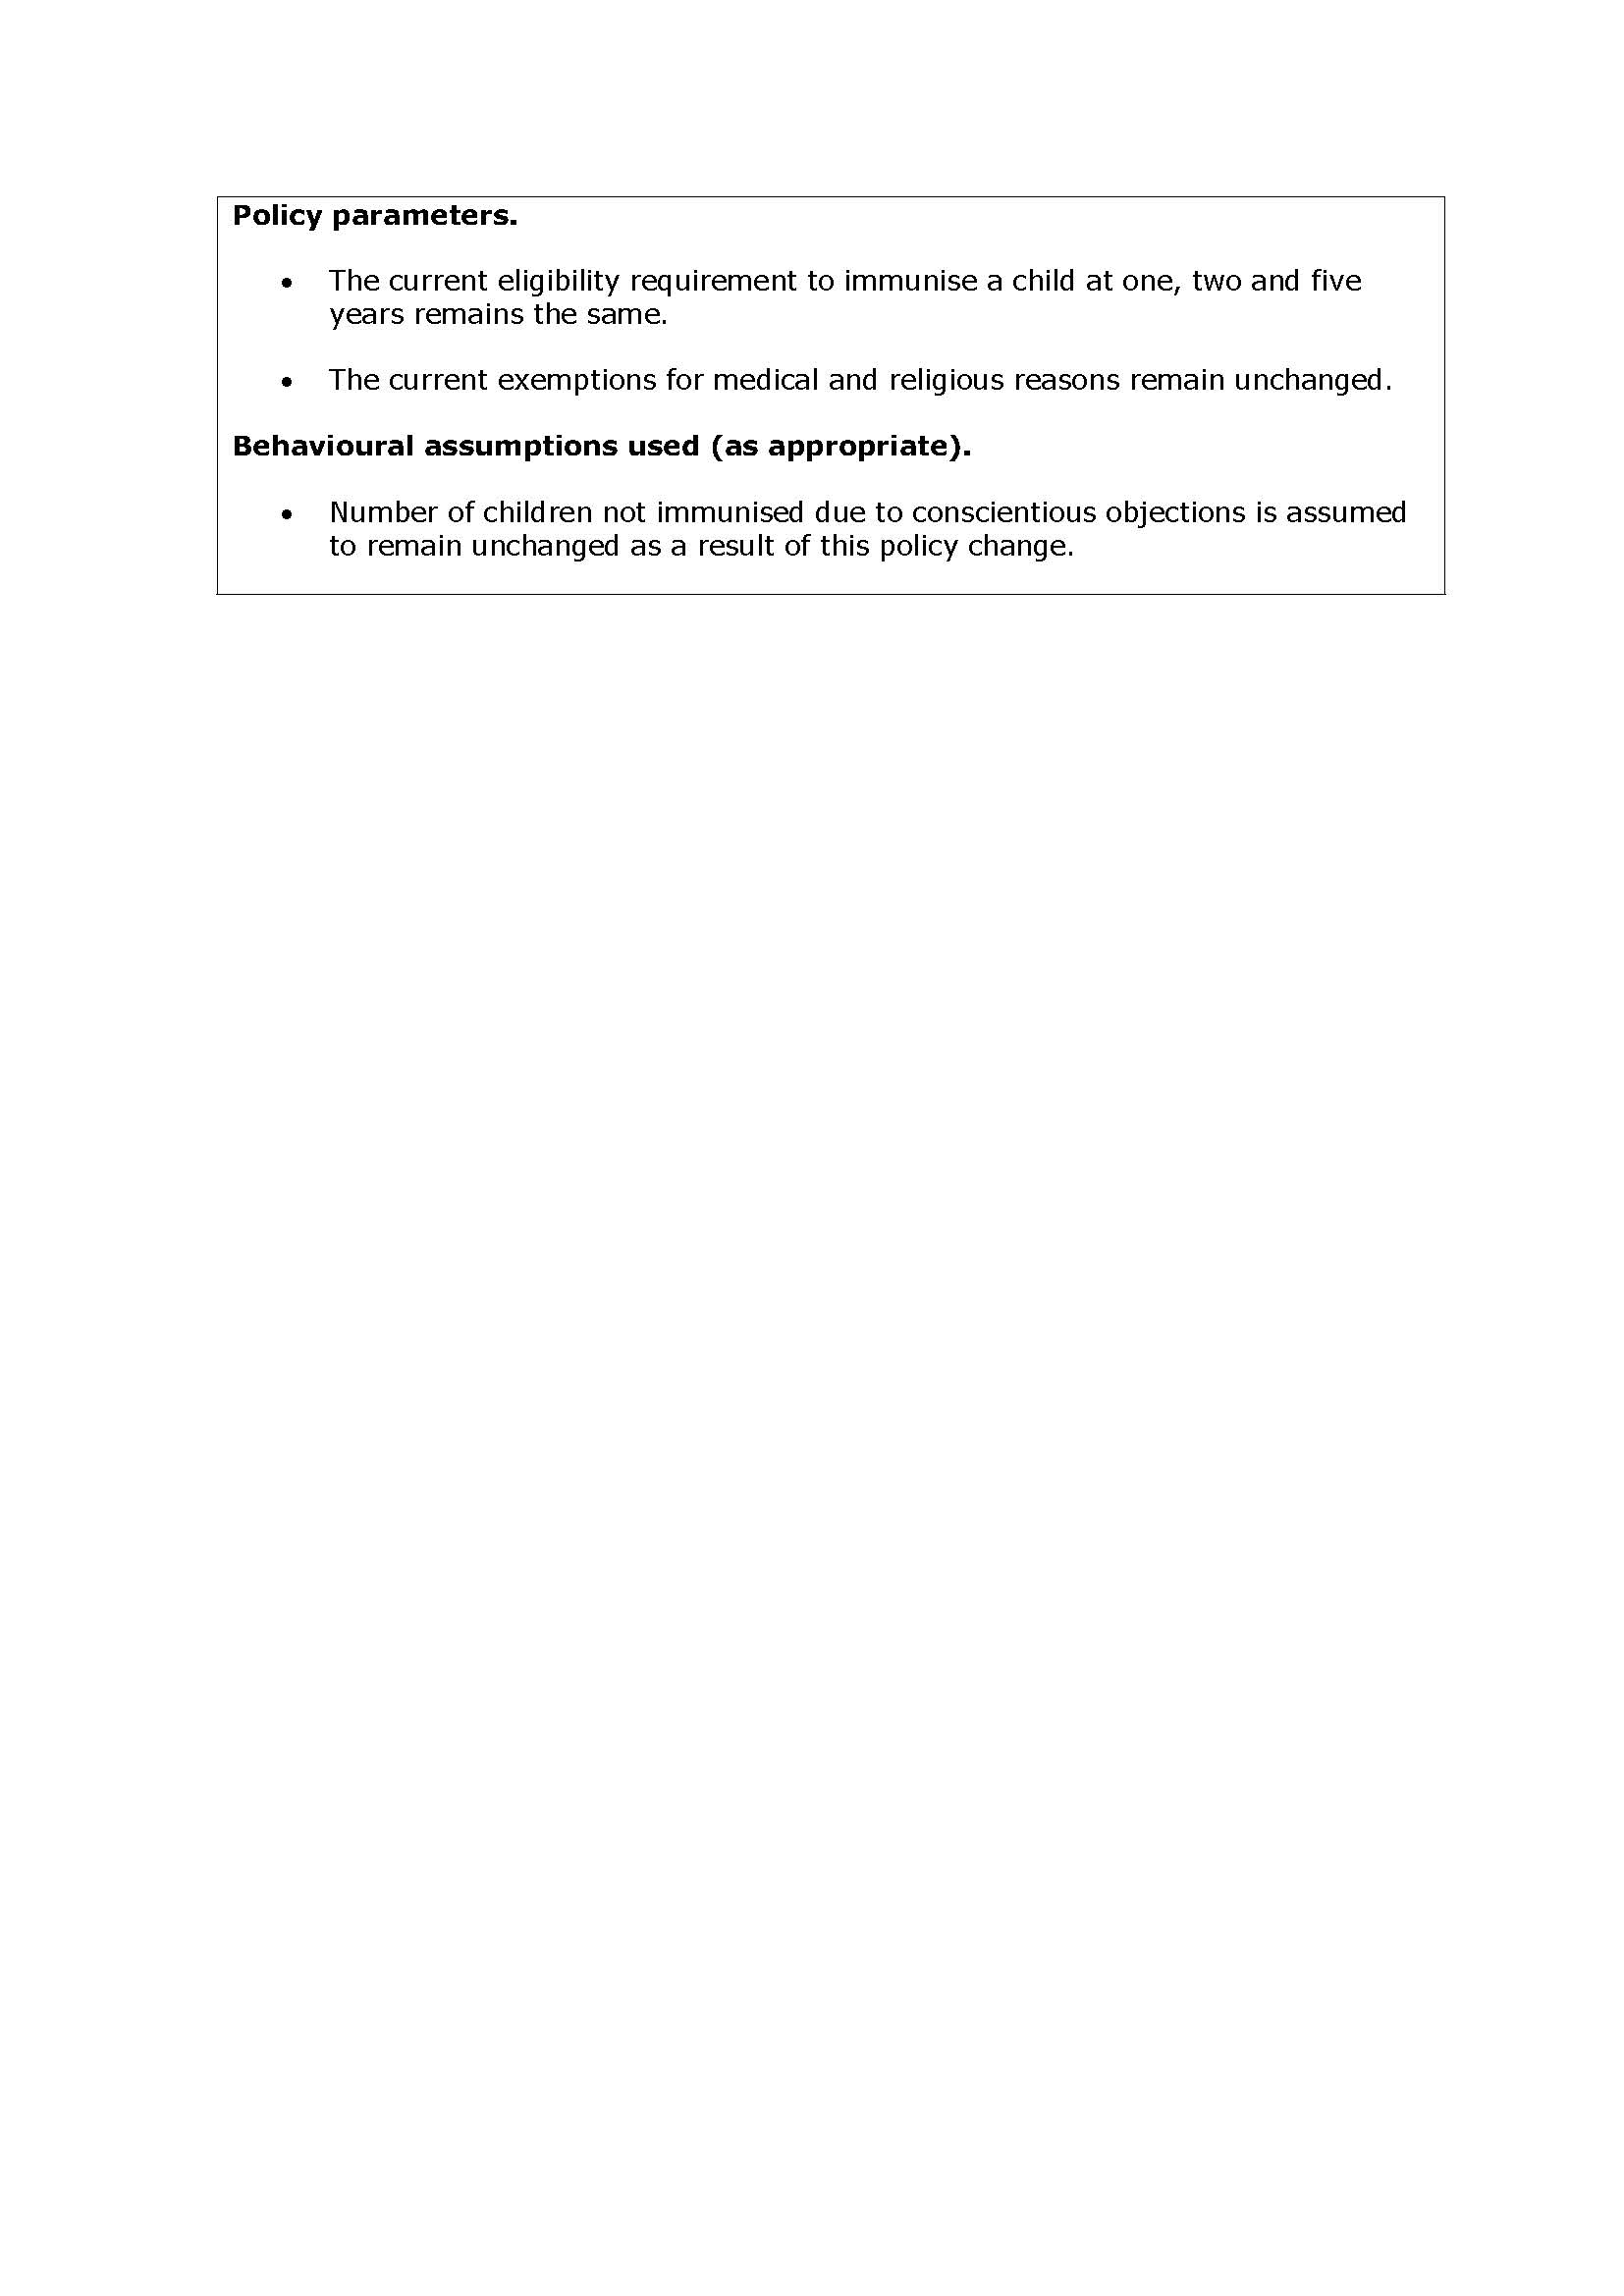 Policy parameters.
• The current eligibility requirement to immunise a child at one, two and five
years remains the same.
• The current exemptions for medical and religious reasons remain unchanged.
Behavioural assumptions used (as appropriate).
• Number of children not immunised due to conscientious objections is assumed
to remain unchanged as a result of this policy change.